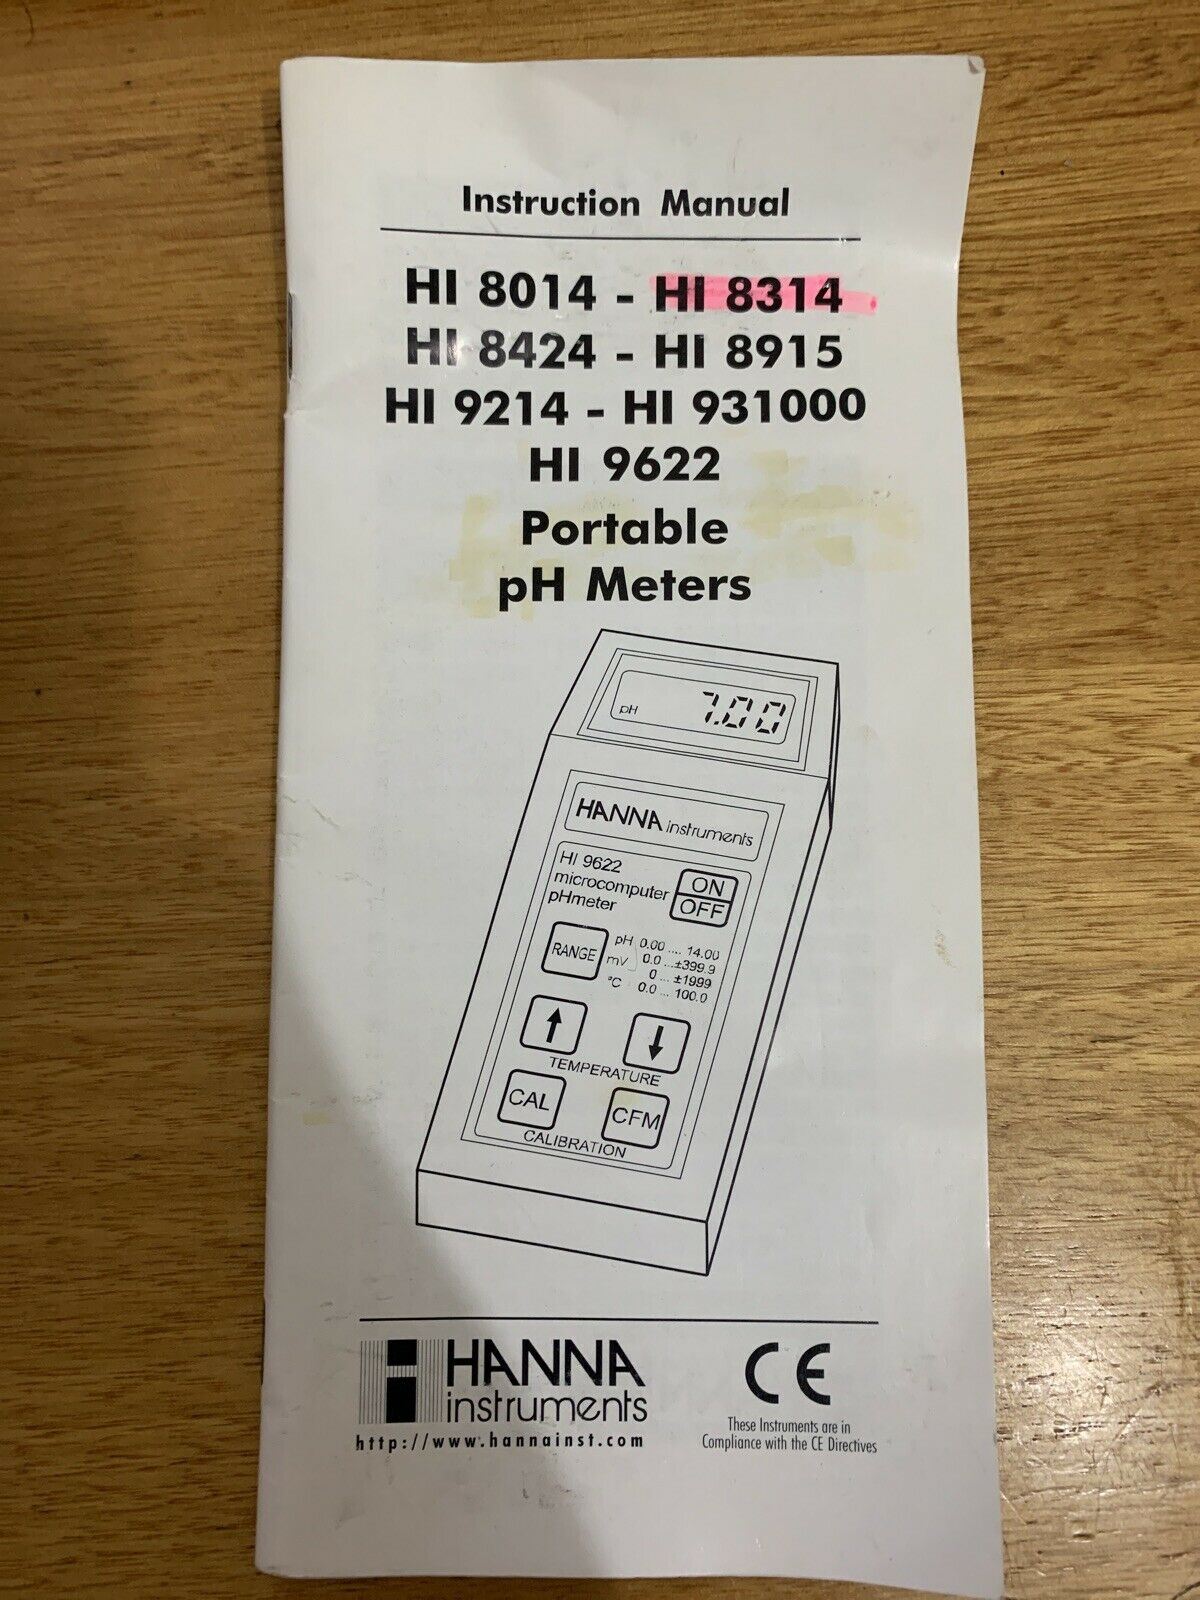 Instruction Manual
HI 8014 - HI 8314
HI 8424 - HI 8915
HI 9214 - HI 931000
HI 9622
Portable
pH Meters
pH 7.00
HANNA instruments
HI 9622
microcomputer
pHmeter
ON
OFF
RANGE
pH 0.00 .... 14.00
mV 0.0 ... ±399.9
0 ... ±1999
°C 0.0 ... 100.0
TEMPERATURE
CAL
CFM
CALIBRATION
HANNA
instruments
http://www.hannainst.com
CE
These Instruments are in
Compliance with the CE Directives